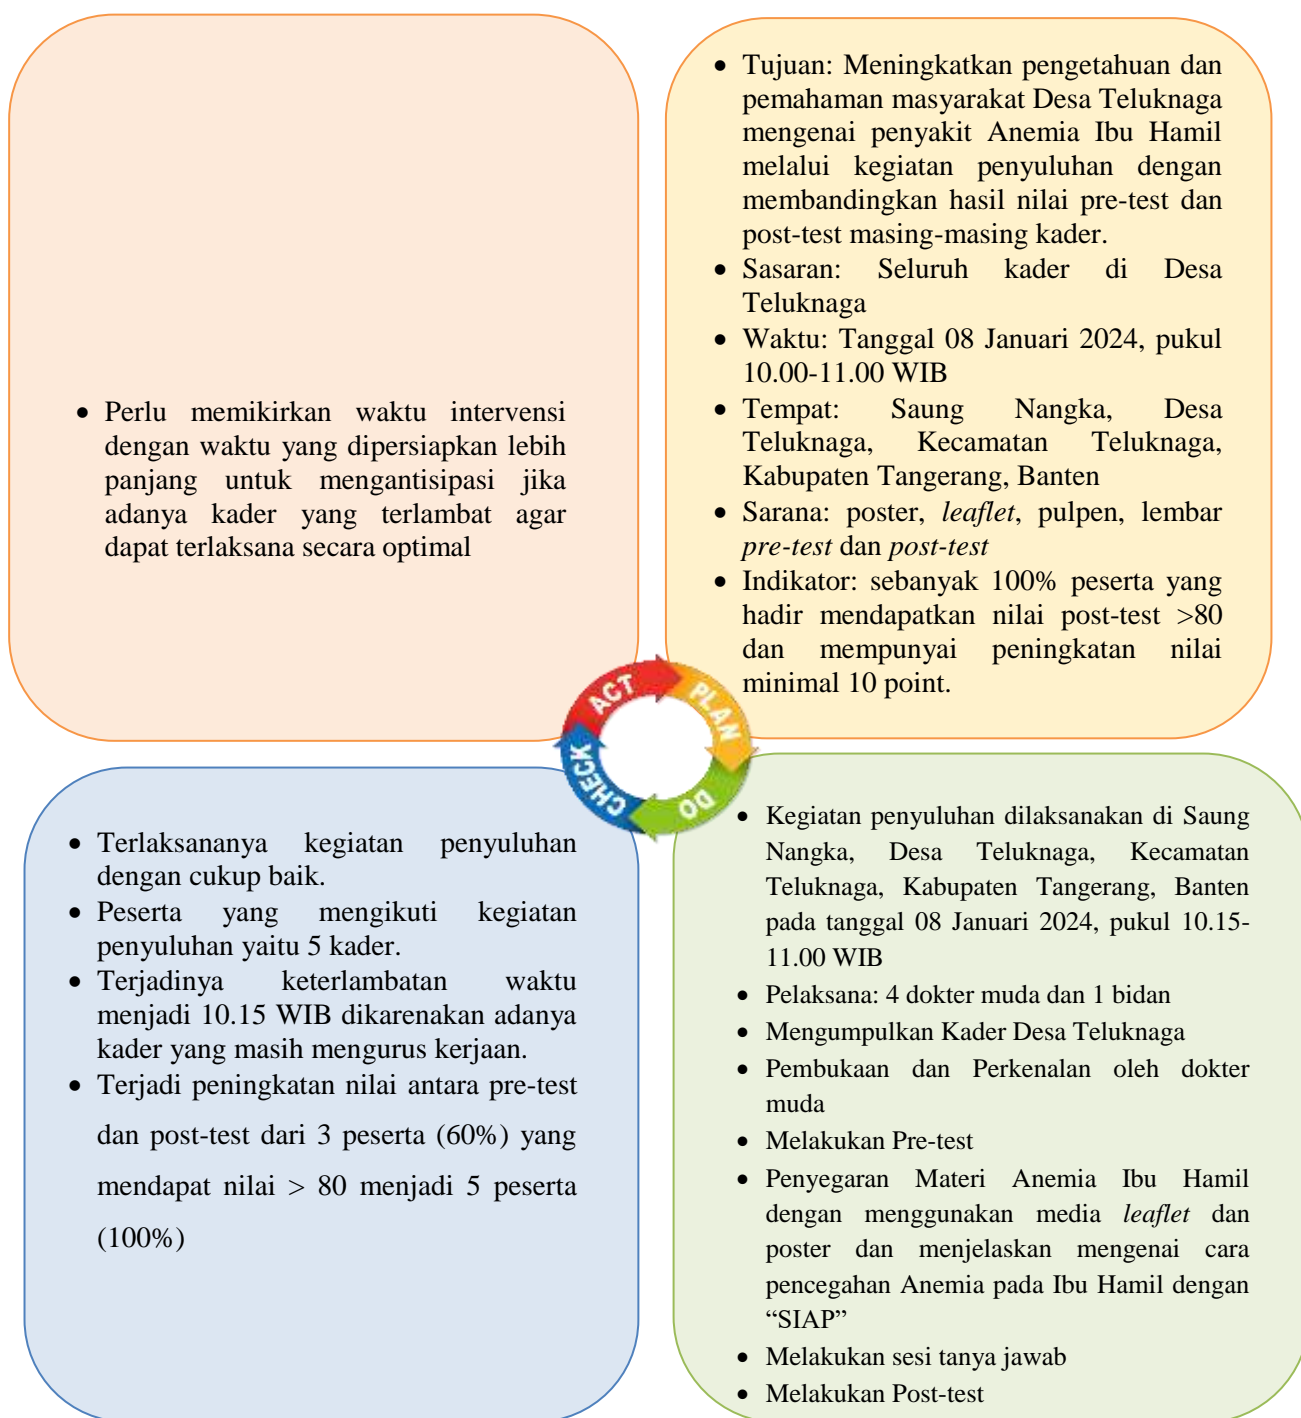 • Perlu memikirkan waktu intervensi
dengan waktu yang dipersiapkan lebih
panjang untuk mengantisipasi jika
adanya kader yang terlambat agar
dapat terlaksana secara optimal
• Tujuan: Meningkatkan pengetahuan dan
pemahaman masyarakat Desa Teluknaga
mengenai penyakit Anemia Ibu Hamil
melalui kegiatan penyuluhan dengan
membandingkan hasil nilai pre-test dan
post-test masing-masing kader.
• Sasaran: Seluruh kader di Desa
Teluknaga
• Waktu: Tanggal 08 Januari 2024, pukul
10.00-11.00 WIB
• Tempat: Saung Nangka, Desa
Teluknaga, Kecamatan Teluknaga,
Kabupaten Tangerang, Banten
• Sarana: poster, leaflet, pulpen, lembar
pre-test dan post-test
• Indikator: sebanyak 100% peserta yang
hadir mendapatkan nilai post-test >80
dan mempunyai peningkatan nilai
minimal 10 point.
ACT
PLAN
CHECK
DO
• Terlaksananya kegiatan penyuluhan
dengan cukup baik.
• Peserta yang mengikuti kegiatan
penyuluhan yaitu 5 kader.
• Terjadinya keterlambatan waktu
menjadi 10.15 WIB dikarenakan adanya
kader yang masih mengurus kerjaan.
• Terjadi peningkatan nilai antara pre-test
dan post-test dari 3 peserta (60%) yang
mendapat nilai > 80 menjadi 5 peserta
(100%)
• Kegiatan penyuluhan dilaksanakan di Saung
Nangka, Desa Teluknaga, Kecamatan
Teluknaga, Kabupaten Tangerang, Banten
pada tanggal 08 Januari 2024, pukul 10.15-
11.00 WIB
• Pelaksana: 4 dokter muda dan 1 bidan
• Mengumpulkan Kader Desa Teluknaga
• Pembukaan dan Perkenalan oleh dokter
muda
• Melakukan Pre-test
• Penyegaran Materi Anemia Ibu Hamil
dengan menggunakan media leaflet dan
poster dan menjelaskan mengenai cara
pencegahan Anemia pada Ibu Hamil dengan
“SIAP”
• Melakukan sesi tanya jawab
• Melakukan Post-test